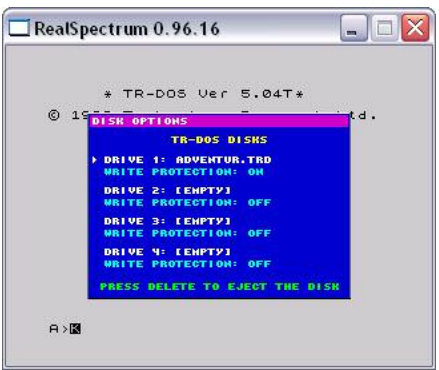 RealSpectrum 0.96.16
* TR-DOS Ver 5.04T*
© 19
td.
DISK OPTIONS
TR-DOS DISKS
DRIVE 1: ADVENTUR.TRD
WRITE PROTECTION: ON
DRIVE 2: [EMPTY]
WRITE PROTECTION: OFF
DRIVE 3: [EMPTY]
WRITE PROTECTION: OFF
DRIVE 4: [EMPTY]
WRITE PROTECTION: OFF
PRESS DELETE TO EJECT THE DISK
A>K